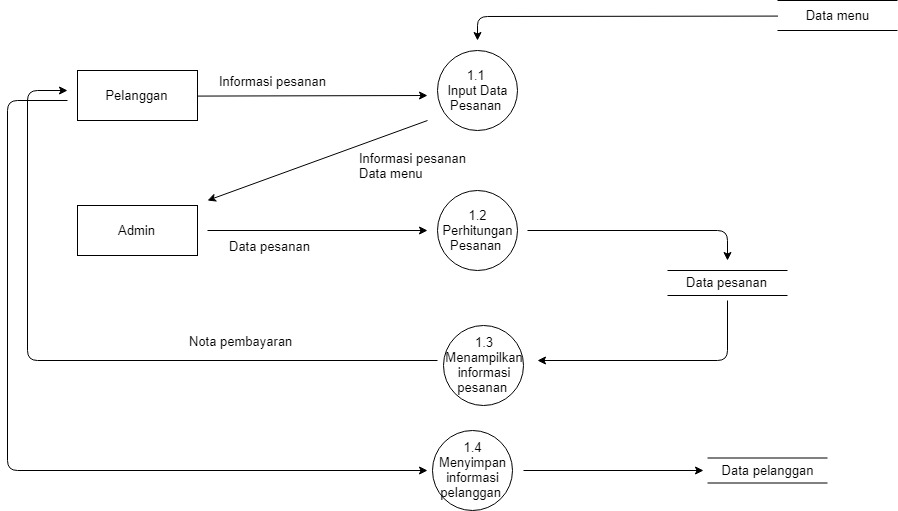 Data menu
Pelanggan
Informasi pesanan
1.1
Input Data
Pesanan
Informasi pesanan
Data menu
Admin
Data pesanan
1.2
Perhitungan
Pesanan
Data pesanan
Nota pembayaran
1.3
Menampilkan
informasi
pesanan
1.4
Menyimpan
informasi
pelanggan
Data pelanggan